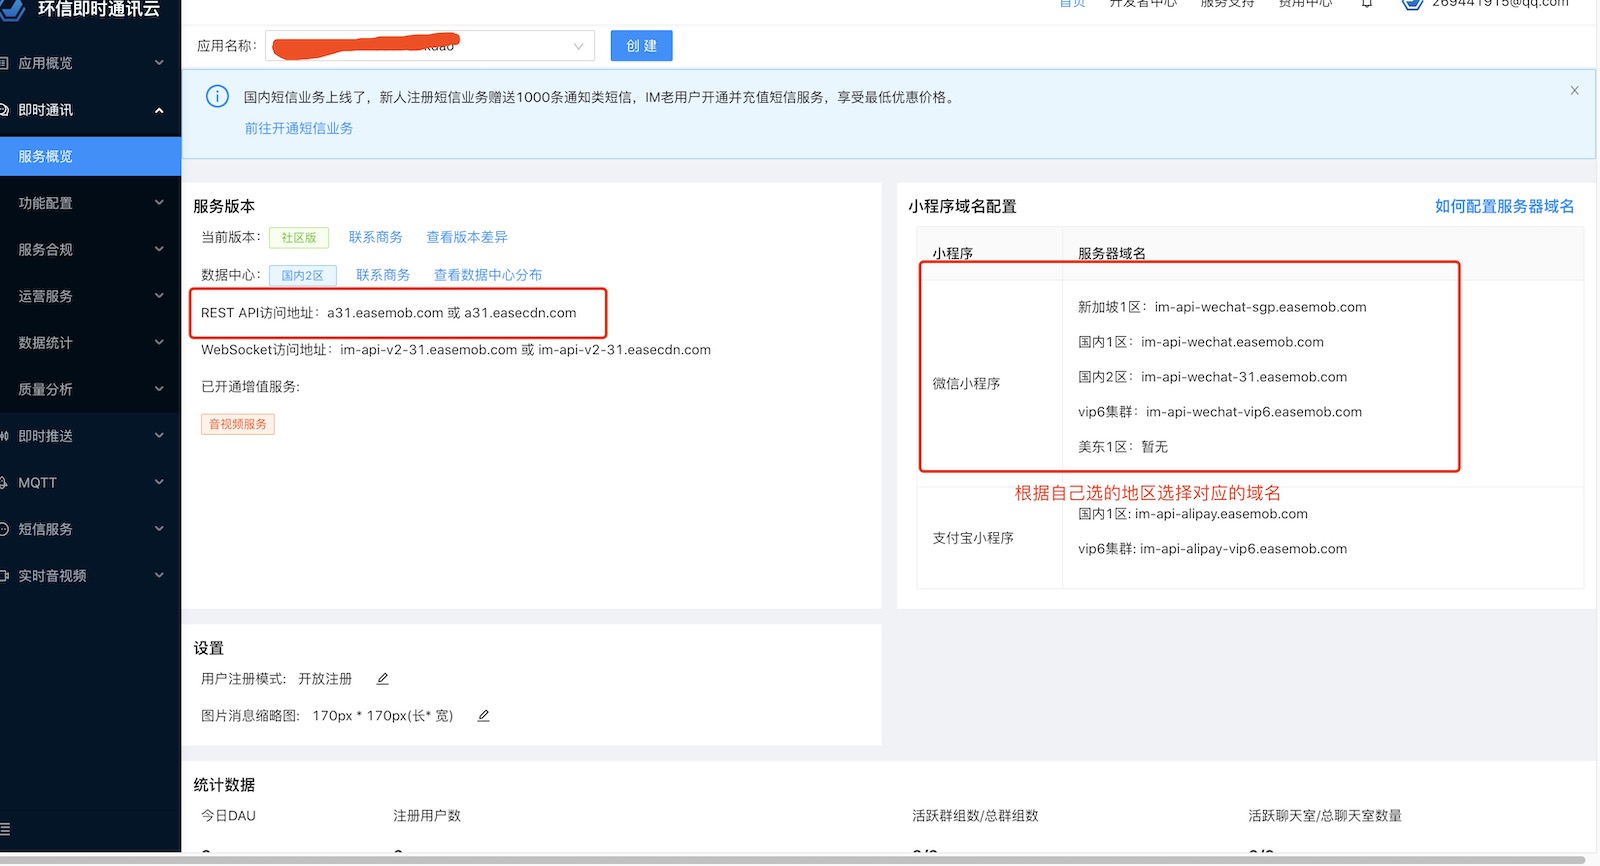 环信即时通讯云
首页 开发者中心 服务支持 费用中心 269441915@qq.com
应用概览
即时通讯
服务概览
功能配置
服务合规
运营服务
数据统计
质量分析
即时推送
MQTT
短信服务
实时音视频
应用名称：
创 建
国内短信业务上线了，新人注册短信业务赠送1000条通知类短信，IM老用户开通并充值短信服务，享受最低优惠价格。
前往开通短信业务
服务版本
当前版本： 社区版 联系商务 查看版本差异
数据中心： 国内2区 联系商务 查看数据中心分布
REST API访问地址：a31.easemob.com 或 a31.easecdn.com
WebSocket访问地址：im-api-v2-31.easemob.com 或 im-api-v2-31.easecdn.com
已开通增值服务:
音视频服务
小程序域名配置 如何配置服务器域名
小程序 服务器域名
微信小程序
新加坡1区：im-api-wechat-sgp.easemob.com
国内1区：im-api-wechat.easemob.com
国内2区：im-api-wechat-31.easemob.com
vip6集群：im-api-wechat-vip6.easemob.com
美东1区：暂无
根据自己选的地区选择对应的域名
支付宝小程序
国内1区: im-api-alipay.easemob.com
vip6集群: im-api-alipay-vip6.easemob.com
设置
用户注册模式: 开放注册
图片消息缩略图: 170px * 170px(长* 宽)
统计数据
今日DAU 注册用户数 活跃群组数/总群组数 活跃聊天室/总聊天室数量